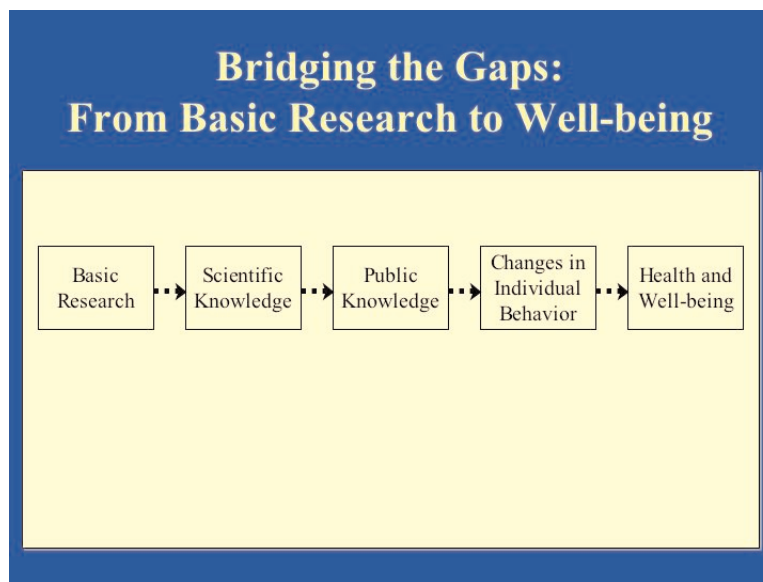 Bridging the Gaps:
From Basic Research to Well-being
Basic
Research
Scientific
Knowledge
Public
Knowledge
Changes in
Individual
Behavior
Health and
Well-being